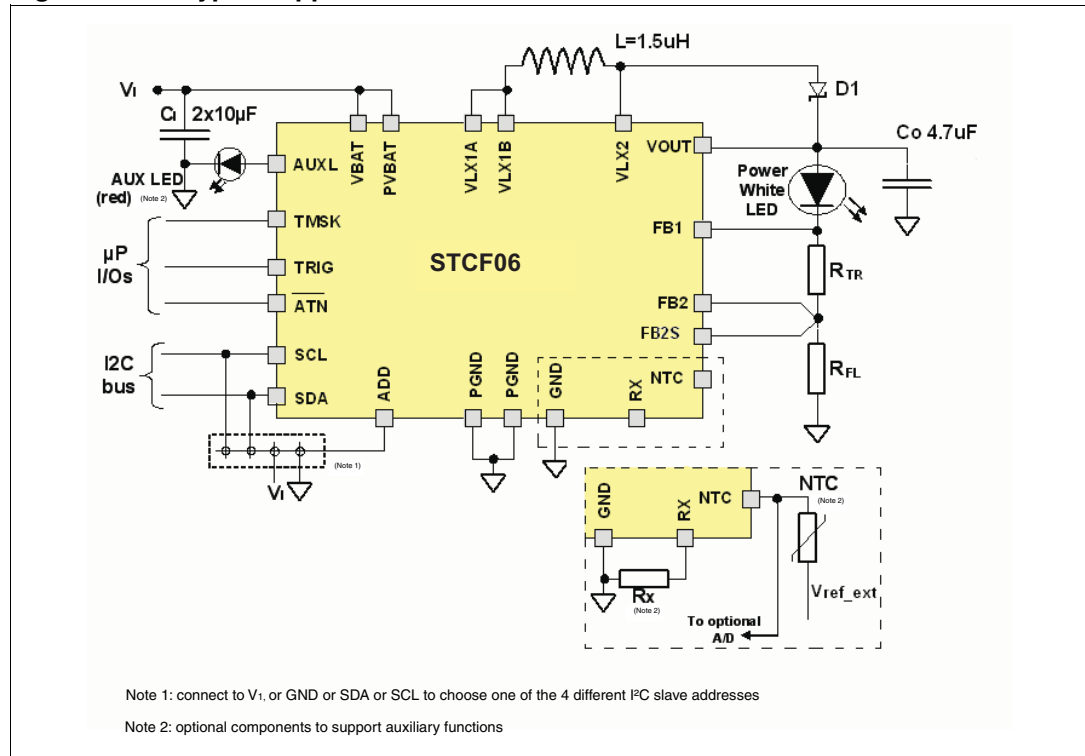 L=1.5uH
VI
CI 2x10µF
D1
Co 4.7uF
VBAT
PVBAT
VLX1A
VLX1B
VLX2
VOUT
AUXL
AUX LED
(red) (Note 2)
Power
White
LED
TMSK
FB1
µP
I/Os
STCF06
TRIG
RTR
ATN
FB2
FB2S
I2C
bus
SCL
SDA
ADD
PGND
PGND
GND
RX
NTC
RFL
(Note 1)
VI
GND
RX
NTC
NTC
(Note 2)
Rx
(Note 2)
Vref_ext
To optional
A/D
Note 1: connect to V1, or GND or SDA or SCL to choose one of the 4 different I²C slave addresses
Note 2: optional components to support auxiliary functions